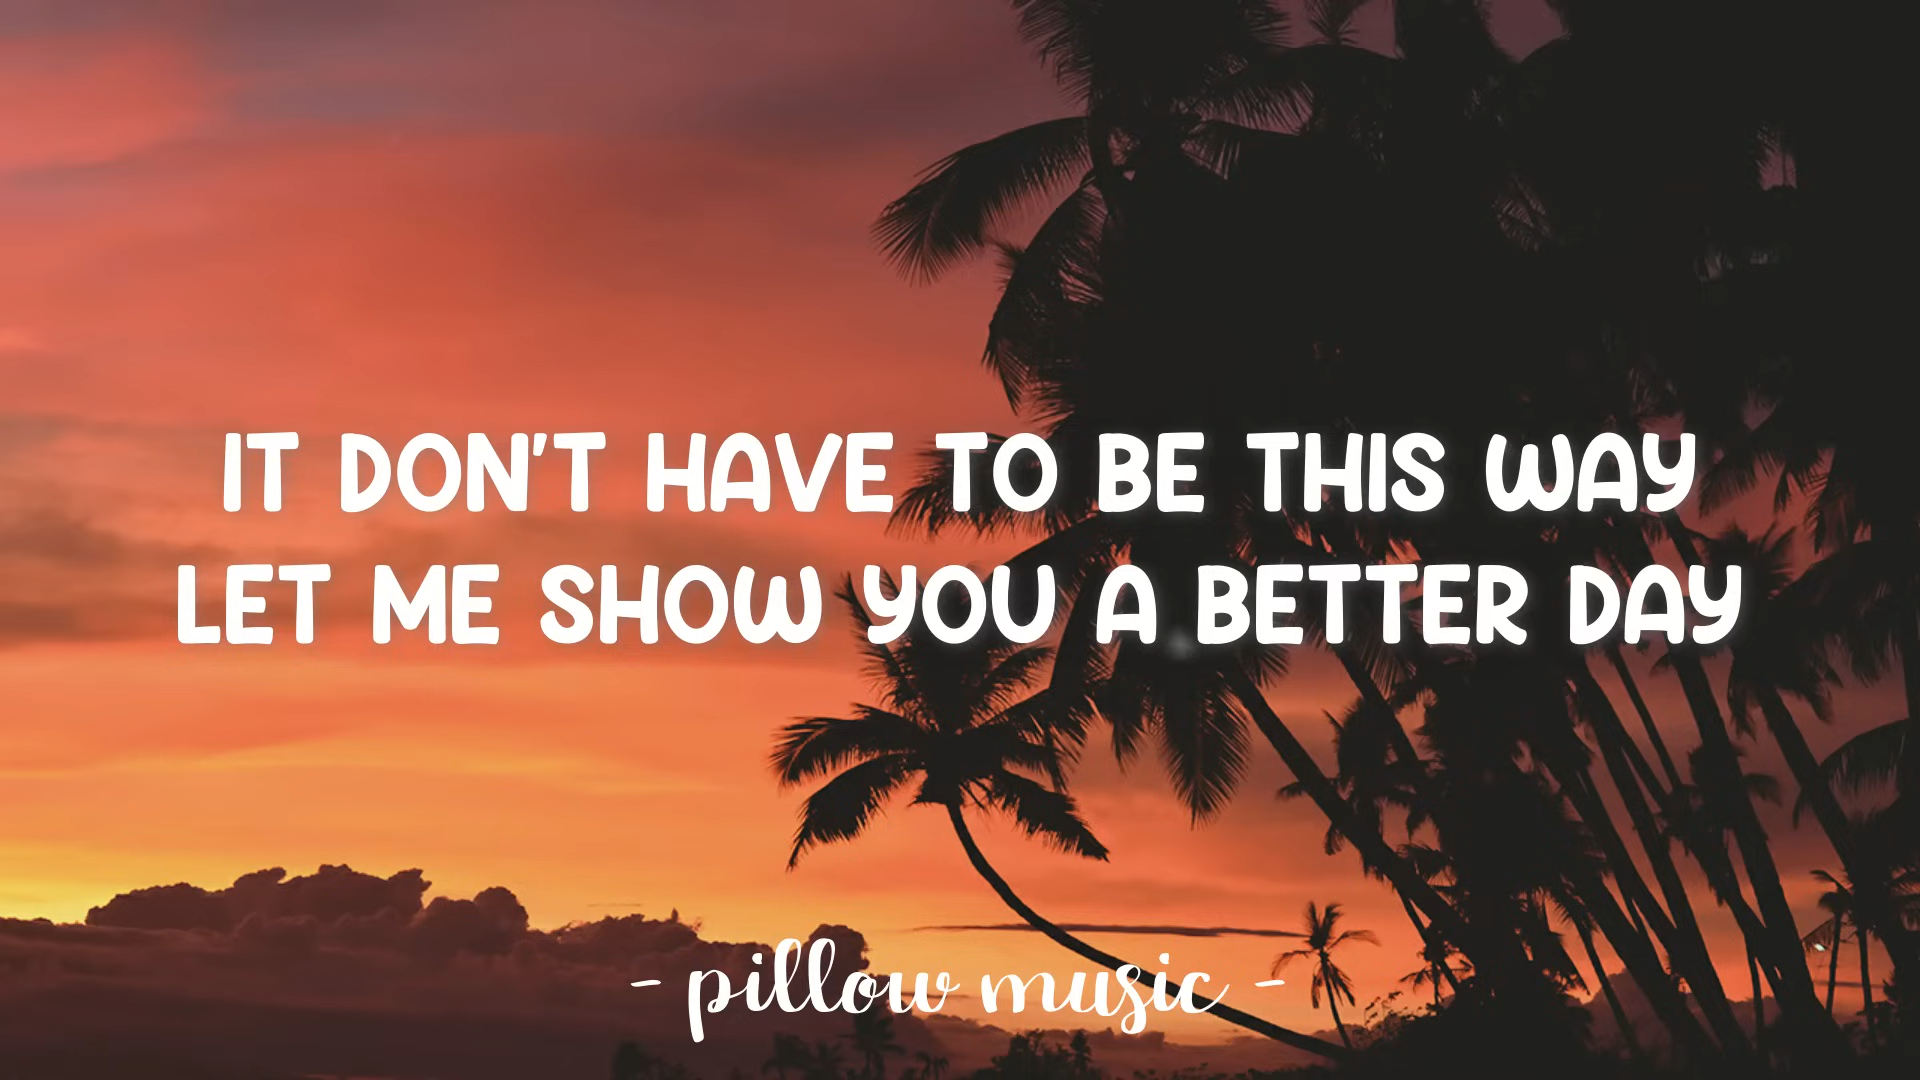 IT DON'T HAVE TO BE THIS WAY
LET ME SHOW YOU A BETTER DAY
- pillow music -